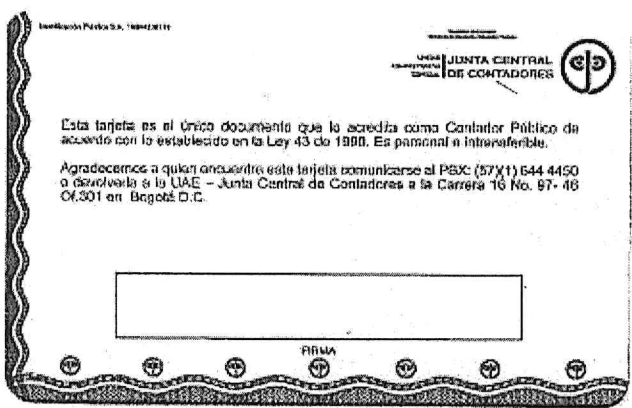 UNIDAD
ADMINISTRATIVA
ESPECIAL
JUNTA CENTRAL
DE CONTADORES
Esta tarjeta es el único documento que lo acredita como Contador Público de
acuerdo con lo establecido en la Ley 43 de 1990. Es personal e intransferible.
Agradecemos a quien encuentre esta tarjeta comunicarse al PBX: (57)(1) 644 4450
o devolverla a la UAE – Junta Central de Contadores a la Carrera 16 No. 97- 46
Of.301 en Bogotá D.C.
FIRMA